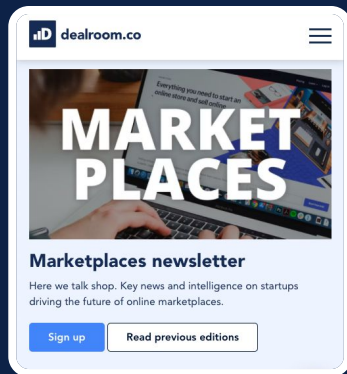 dealroom.co
Everything you need to start an
online store and sell online
MARKET
PLACES
Marketplaces newsletter
Here we talk shop. Key news and intelligence on startups
driving the future of online marketplaces.
Sign up
Read previous editions